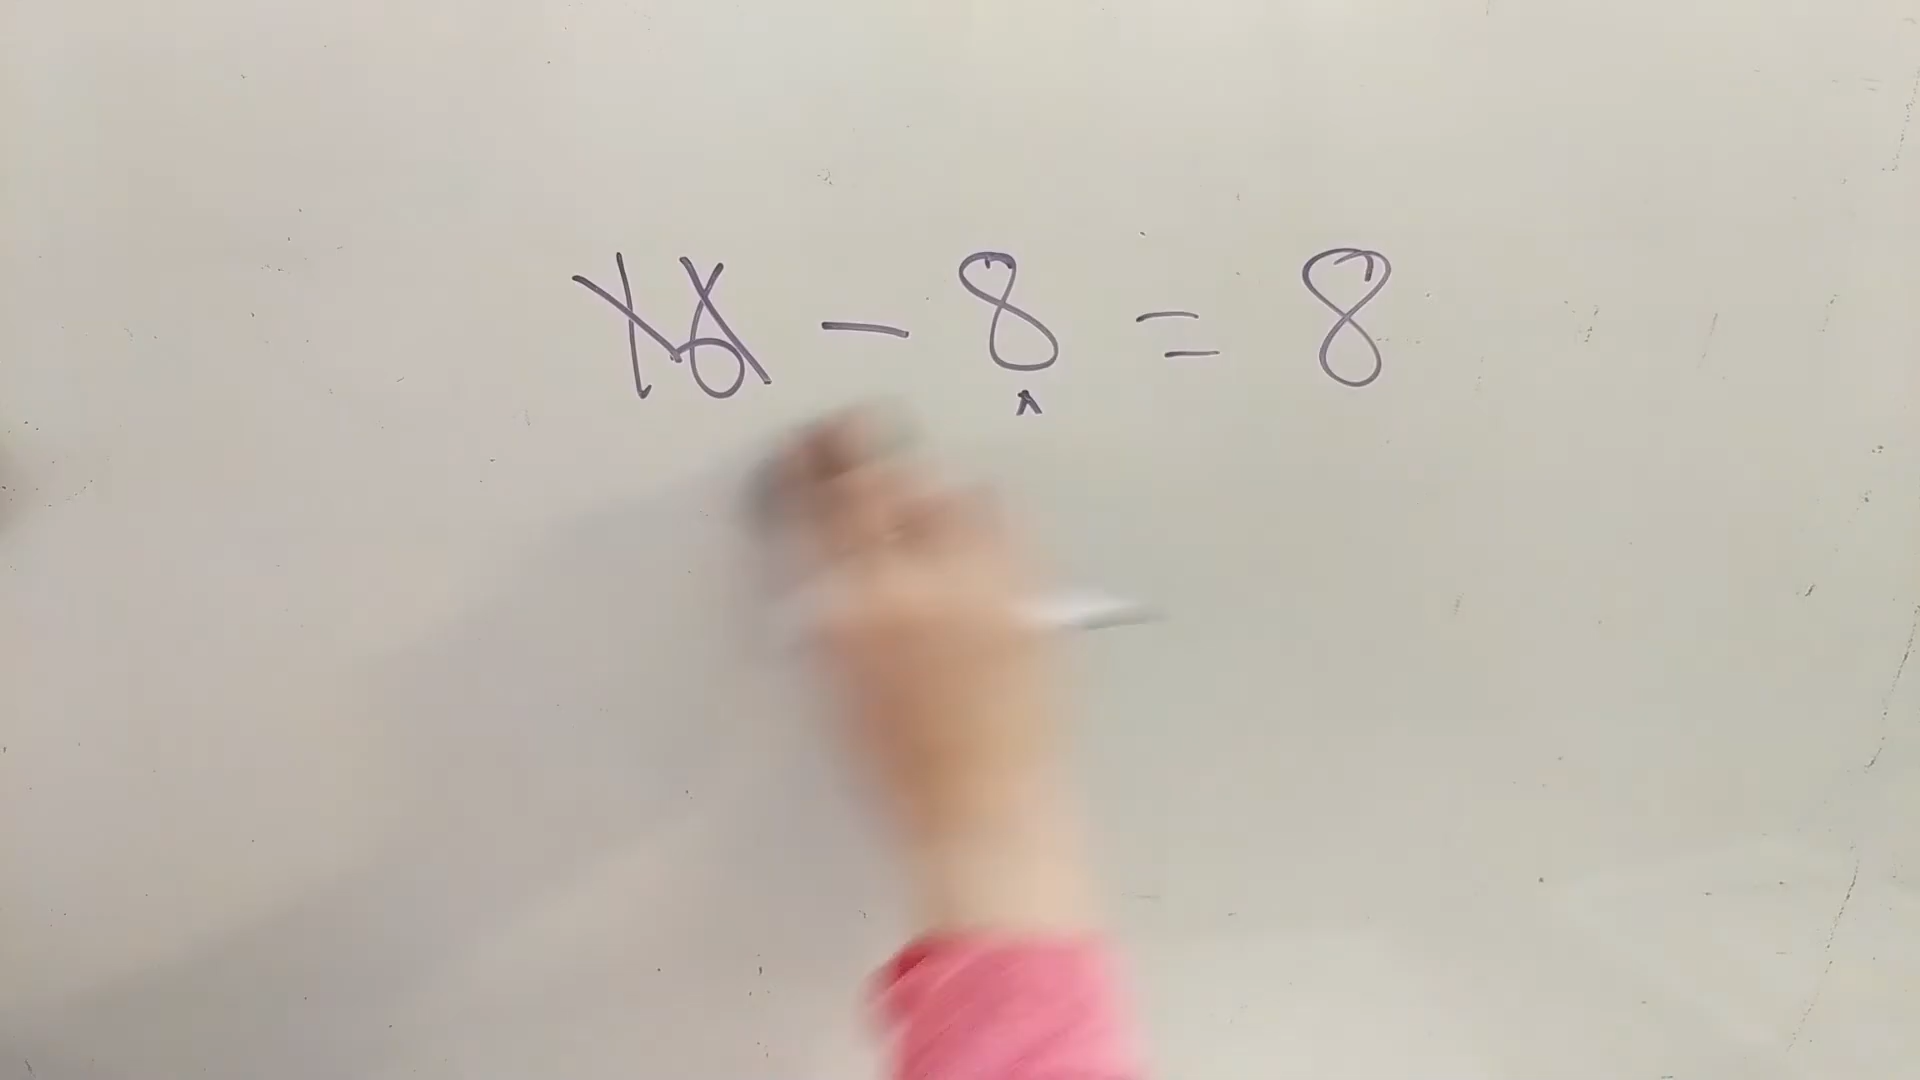 16 - 8 = 8
^